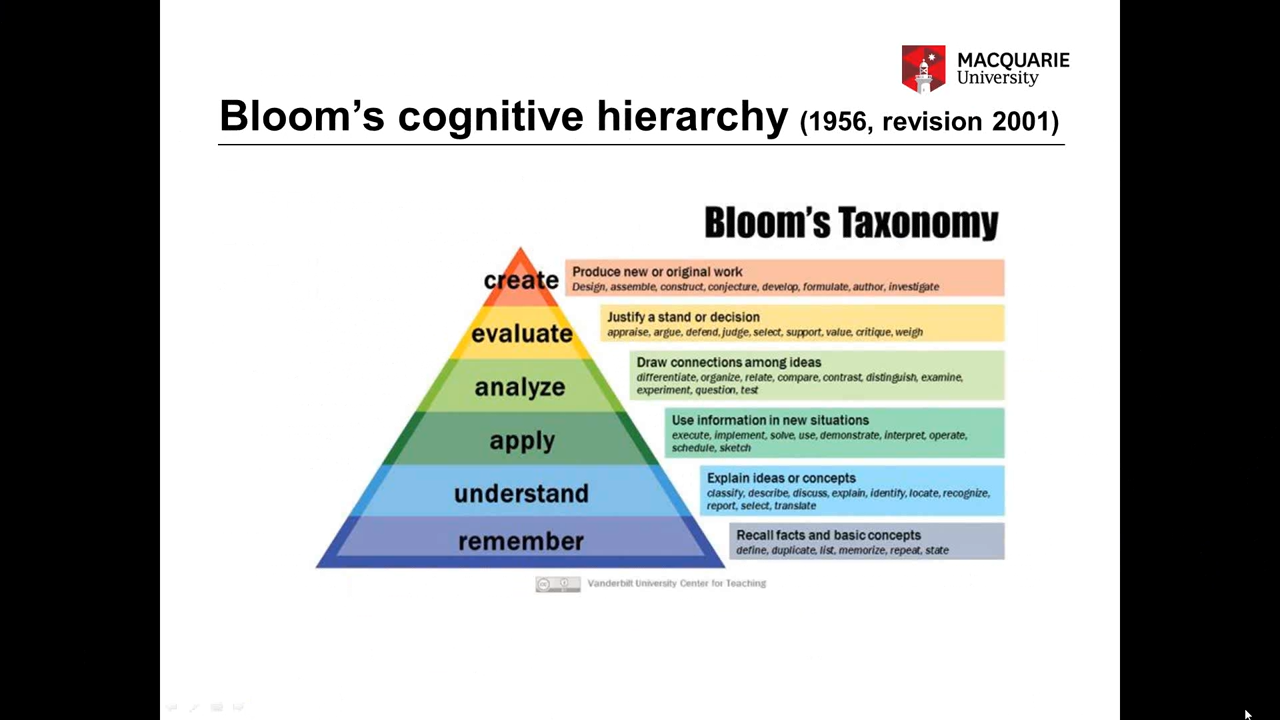 MACQUARIE
University
Bloom’s cognitive hierarchy (1956, revision 2001)
Bloom’s Taxonomy
create
Produce new or original work
Design, assemble, construct, conjecture, develop, formulate, author, investigate
evaluate
Justify a stand or decision
appraise, argue, defend, judge, select, support, value, critique, weigh
analyze
Draw connections among ideas
differentiate, organize, relate, compare, contrast, distinguish, examine,
experiment, question, test
apply
Use information in new situations
execute, implement, solve, use, demonstrate, interpret, operate,
schedule, sketch
understand
Explain ideas or concepts
classify, describe, discuss, explain, identify, locate, recognize,
report, select, translate
remember
Recall facts and basic concepts
define, duplicate, list, memorize, repeat, state
Vanderbilt University Center for Teaching